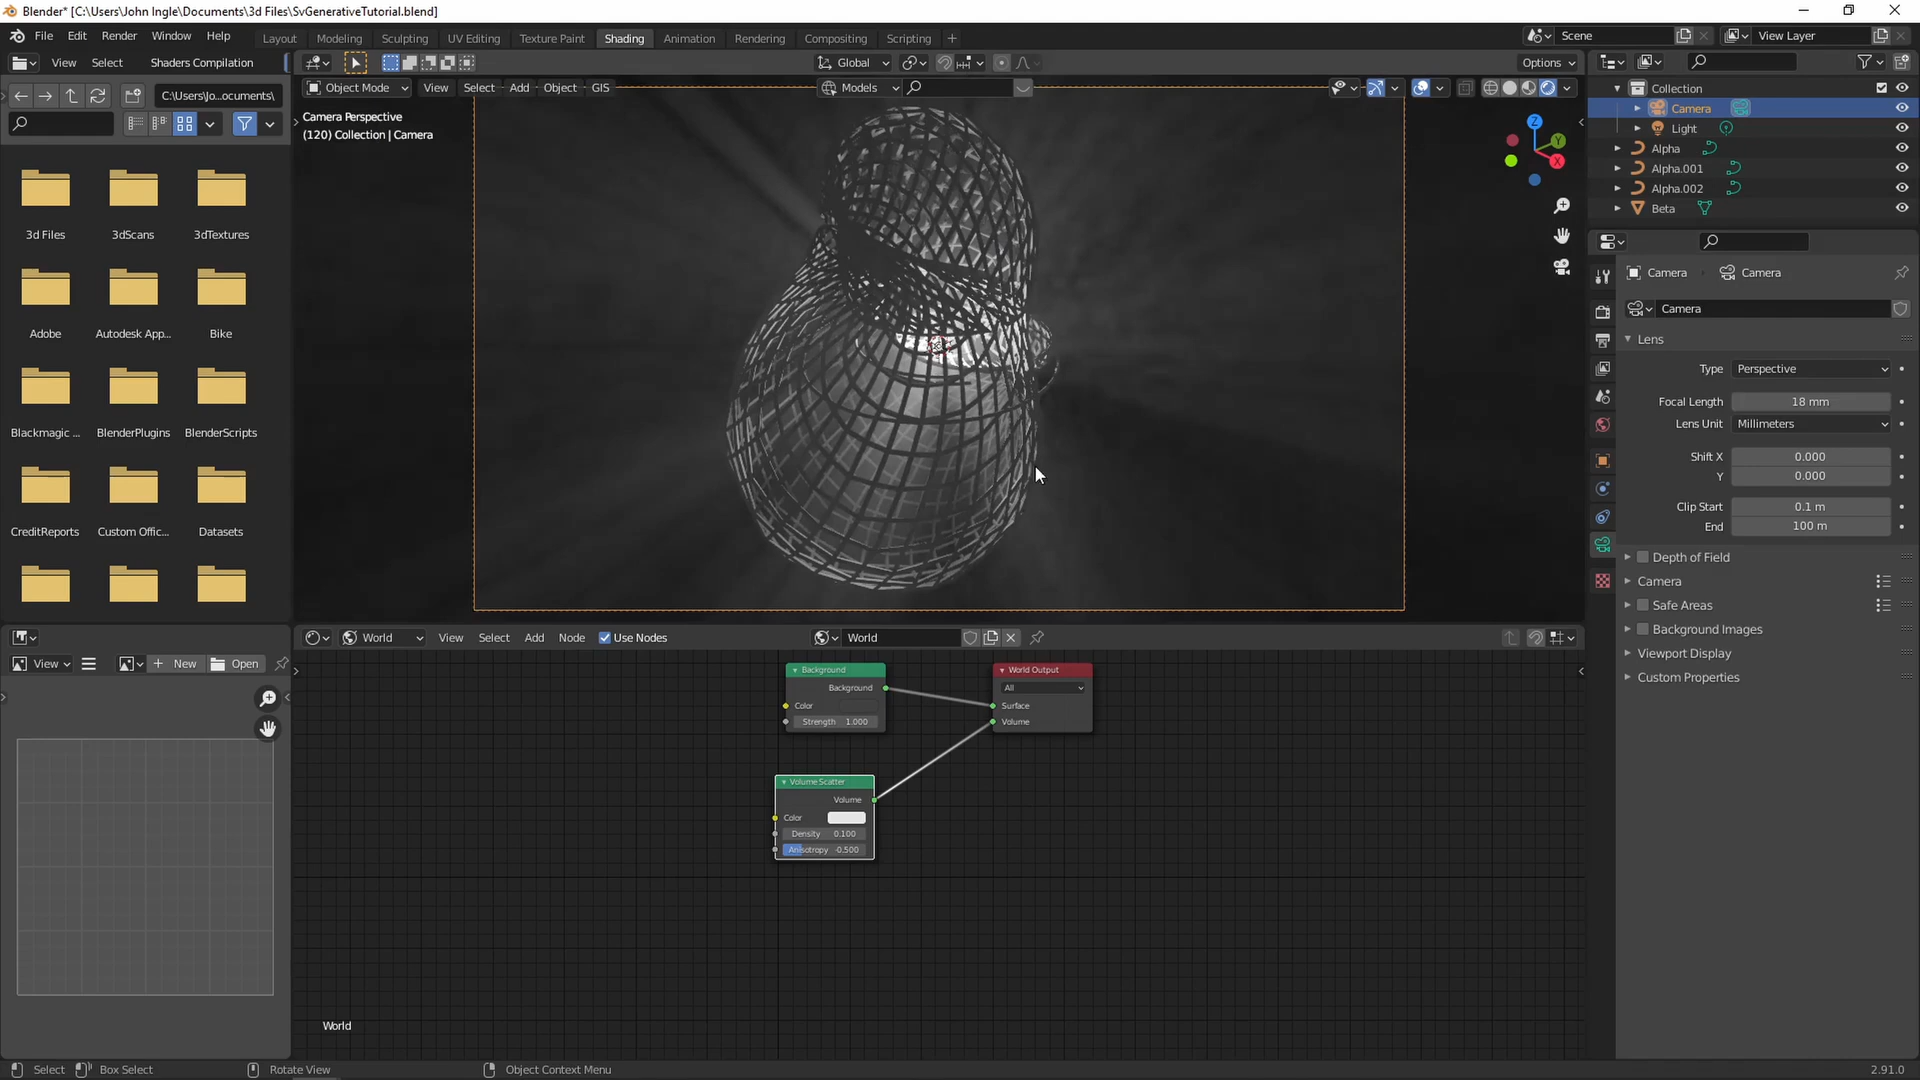 Blender* [C:\Users\John Ingle\Documents\3d Files\SvGenerativeTutorial.blend]
File Edit Render Window Help
Layout Modeling Sculpting UV Editing Texture Paint Shading Animation Rendering Compositing Scripting
Scene
View Layer
View Select Shaders Compilation
Global
Options
C:\Users\Jo...ocuments\
Object Mode View Select Add Object GIS
Models
Camera Perspective
(120) Collection | Camera
Z
Y
X
3d Files 3dScans 3dTextures
Adobe Autodesk App... Bike
Blackmagic ... BlenderPlugins BlenderScripts
CreditReports Custom Offic... Datasets
Collection
Camera
Light
Alpha
Alpha.001
Alpha.002
Beta
Camera Camera
Camera
Lens
Type Perspective
Focal Length 18 mm
Lens Unit Millimeters
Shift X 0.000
Y 0.000
Clip Start 0.1 m
End 100 m
Depth of Field
Camera
Safe Areas
Background Images
Viewport Display
Custom Properties
World View Select Add Node Use Nodes World
View New Open
Background
Background
Color
Strength 1.000
World Output
All
Surface
Volume
Volume Scatter
Volume
Color
Density 0.100
Anisotropy -0.500
World
Select Box Select Rotate View Object Context Menu 2.91.0